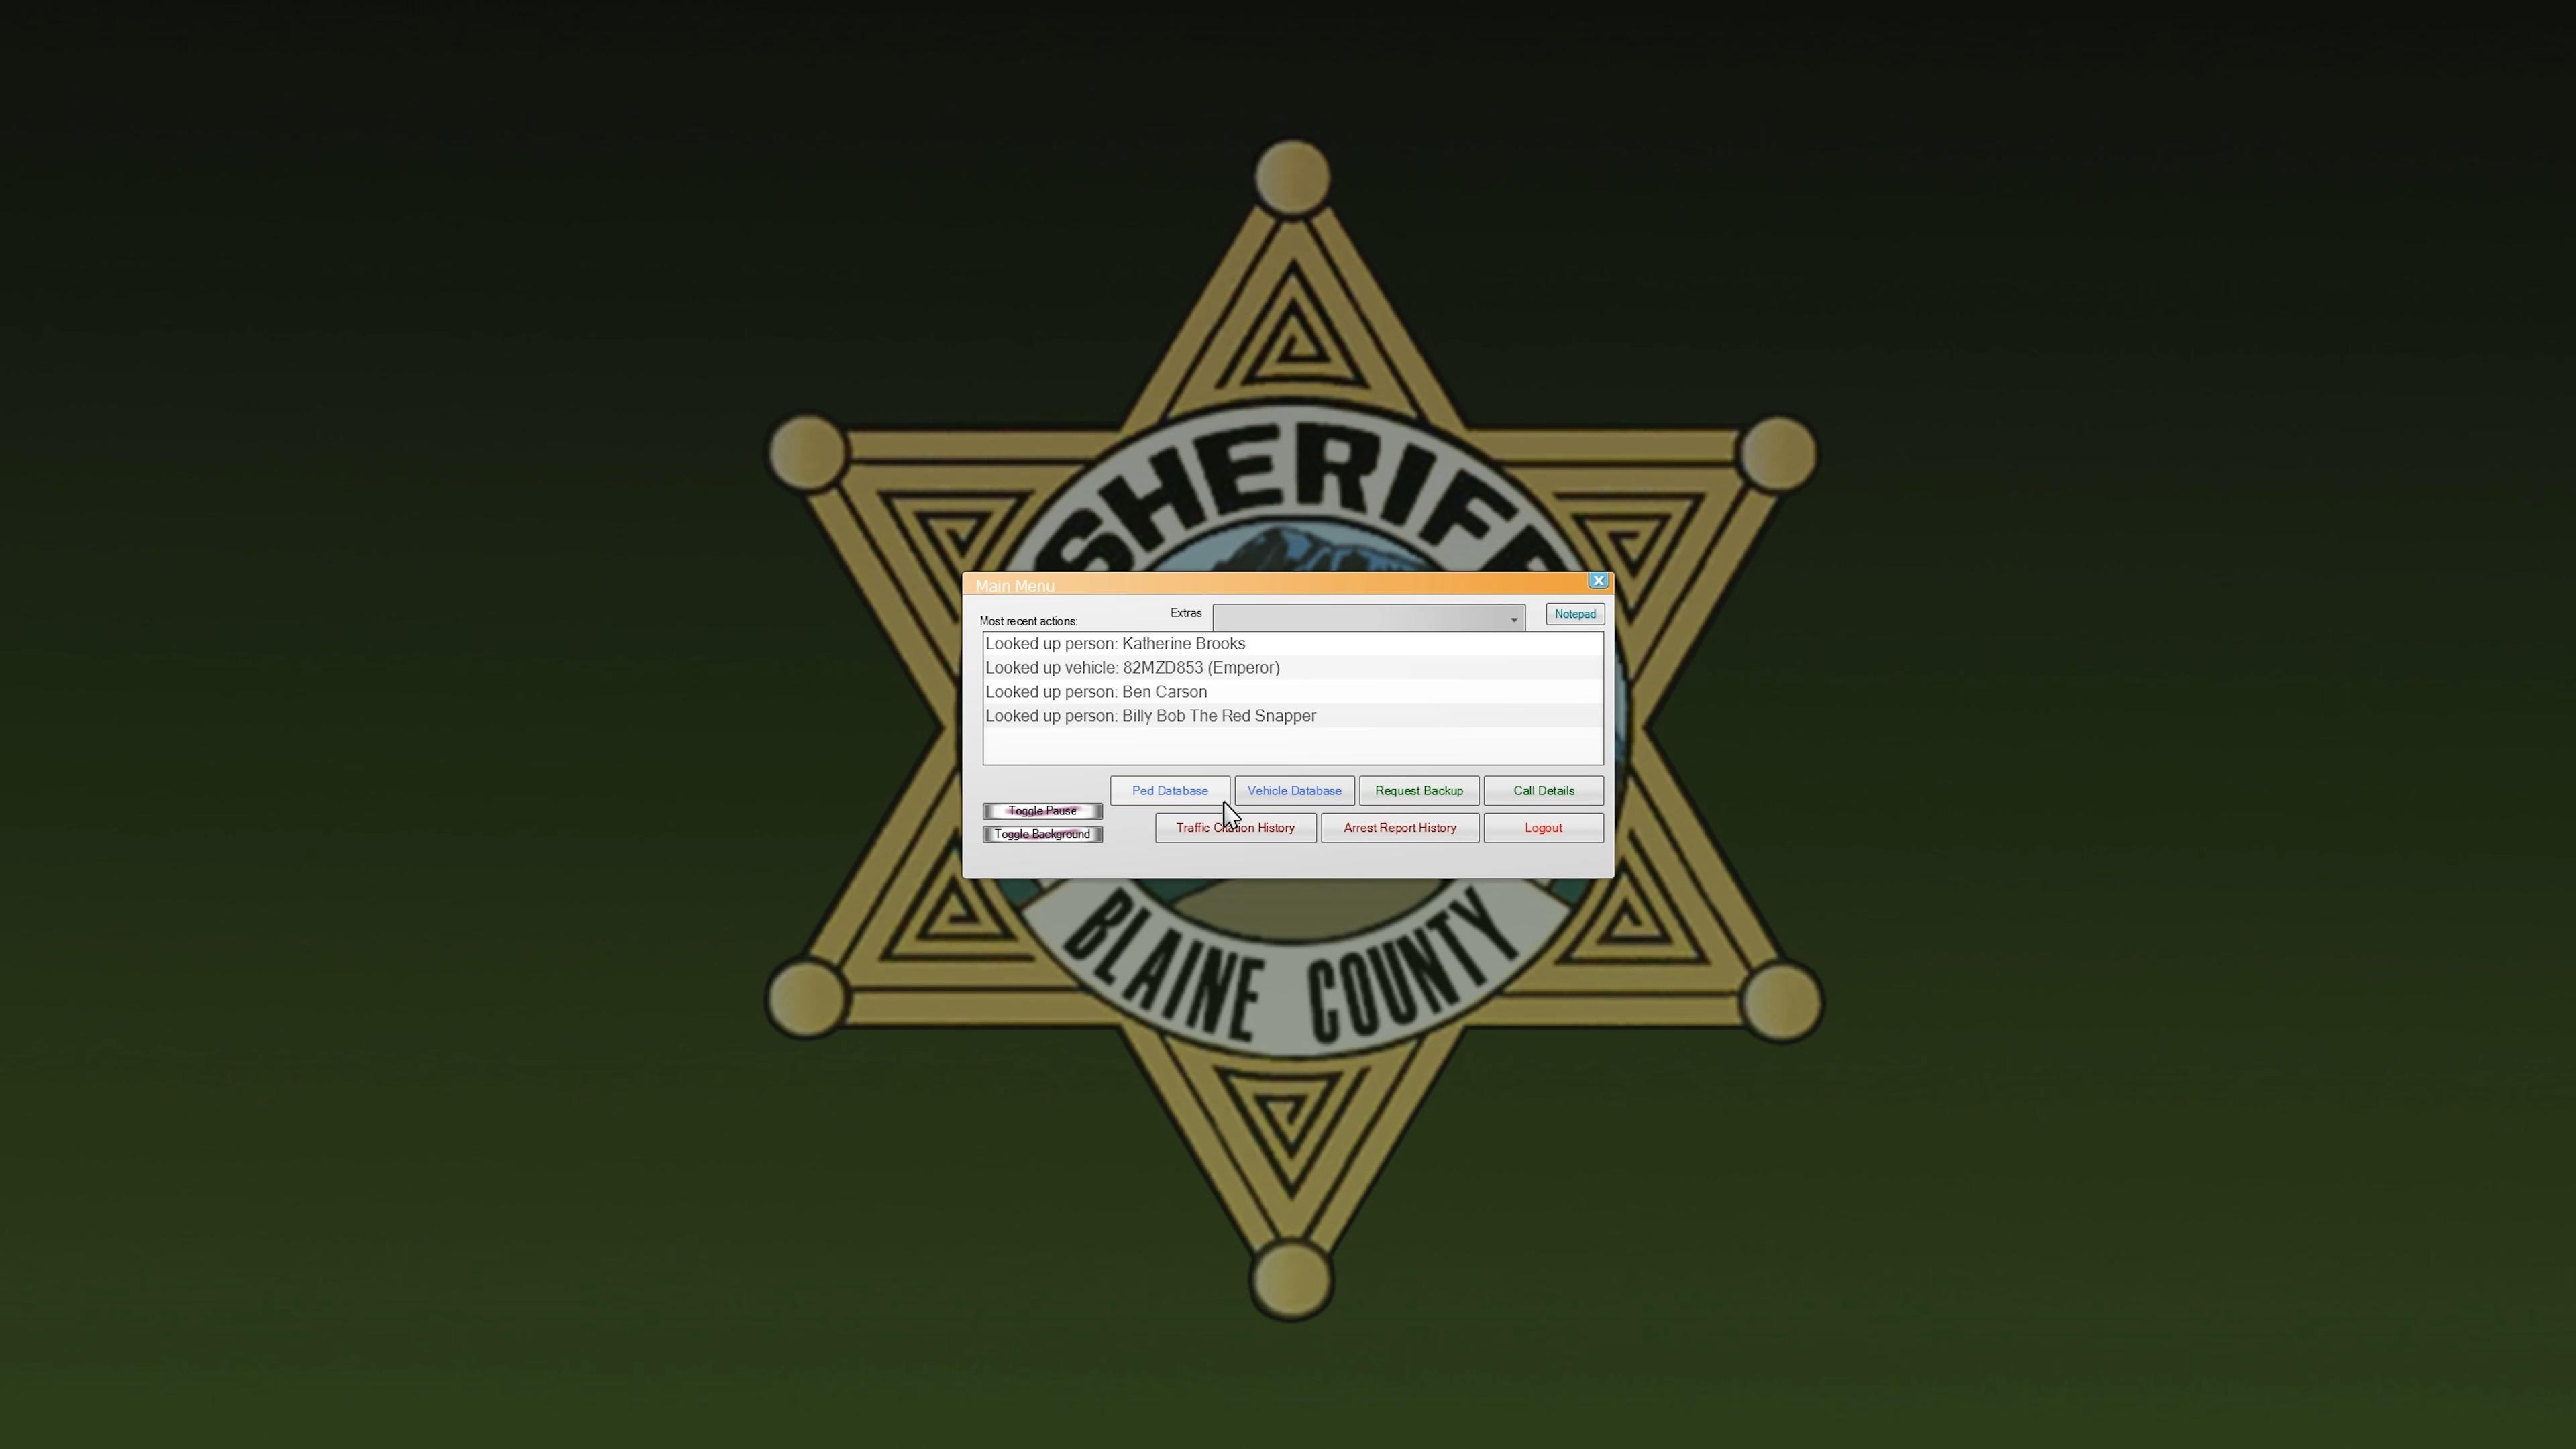 SHERIFF
Main Menu
X
Most recent actions:
Extras
Notepad
Looked up person: Katherine Brooks
Looked up vehicle: 82MZD853 (Emperor)
Looked up person: Ben Carson
Looked up person: Billy Bob The Red Snapper
Ped Database
Vehicle Database
Request Backup
Call Details
Toggle Pause
Toggle Background
Traffic Citation History
Arrest Report History
Logout
BLAINE COUNTY